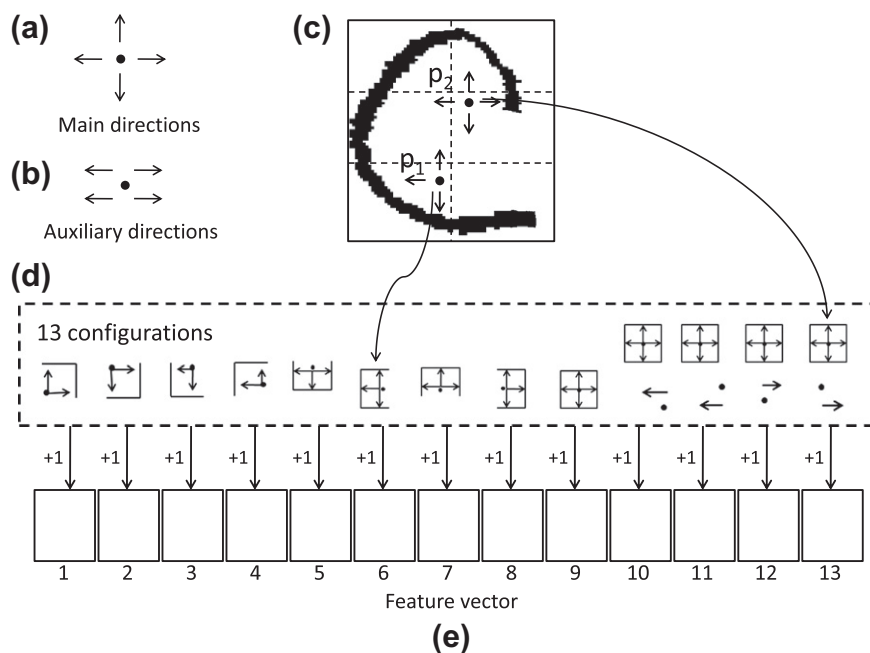 (a)
Main directions
(b)
Auxiliary directions
(c)
p2
p1
(d)
13 configurations
+1 +1 +1 +1 +1 +1 +1 +1 +1 +1 +1 +1 +1
1 2 3 4 5 6 7 8 9 10 11 12 13
Feature vector
(e)